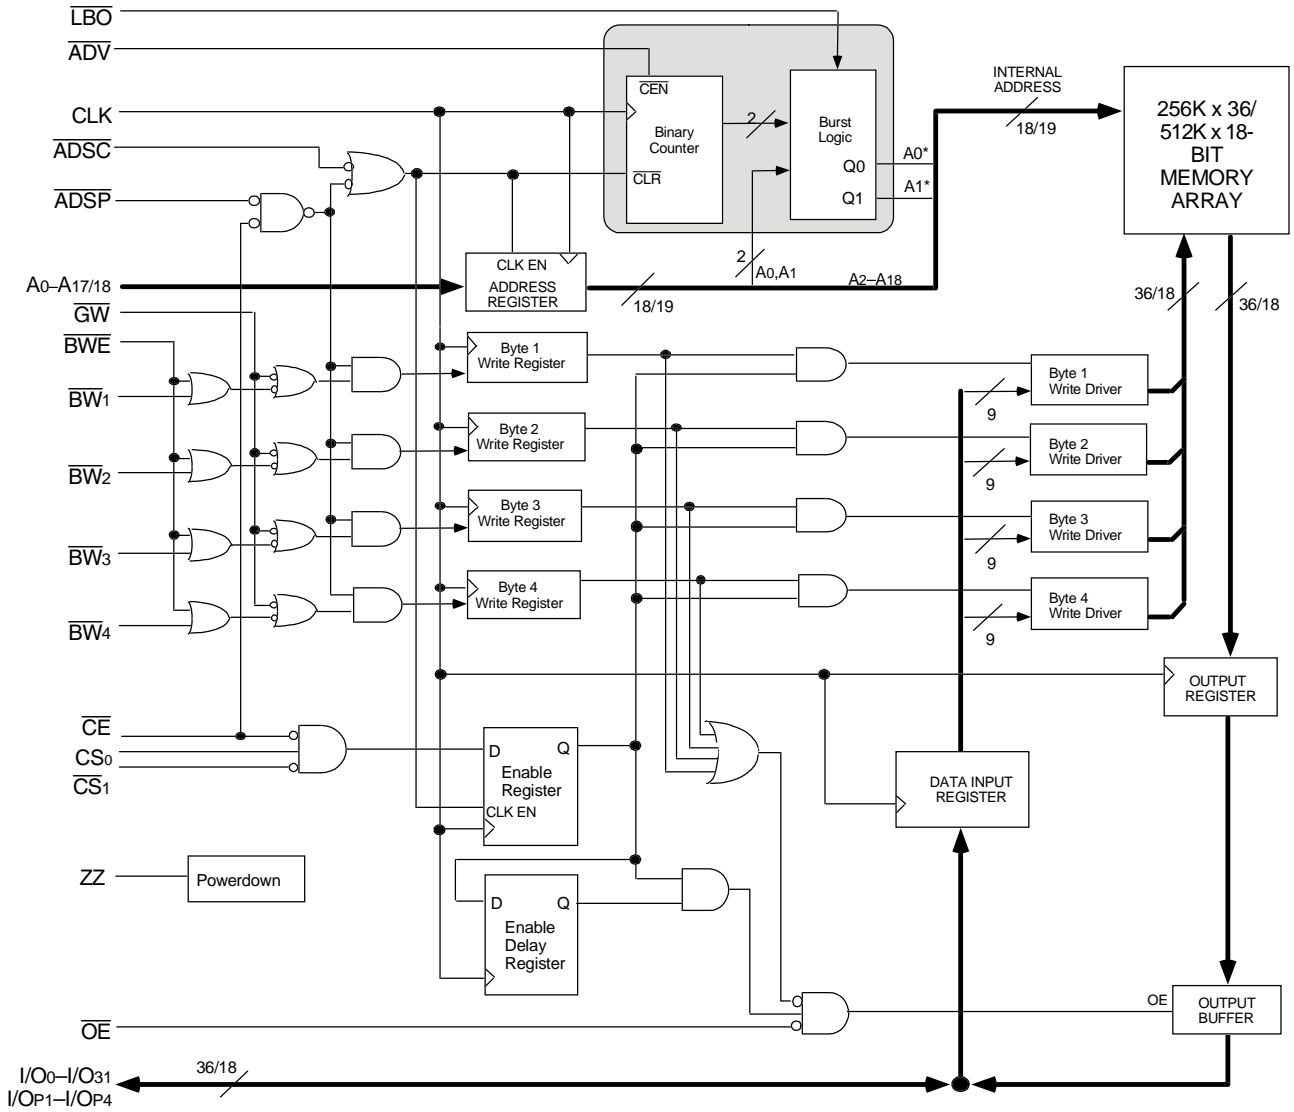 LBO
ADV
CEN
INTERNAL
ADDRESS
CLK
2
Burst
Logic
18/19
256K x 36/
512K x 18-
BIT
MEMORY
ARRAY
Binary
Counter
ADSC
A0*
Q0
CLR
ADSP
A1*
Q1
CLK EN
ADDRESS
REGISTER
2
A0,A1
A2–A18
A0–A17/18
18/19
36/18
36/18
GW
BWE
Byte 1
Write Register
Byte 1
Write Driver
BW1
9
Byte 2
Write Register
Byte 2
Write Driver
BW2
9
Byte 3
Write Register
Byte 3
Write Driver
BW3
9
Byte 4
Write Register
Byte 4
Write Driver
BW4
9
OUTPUT
REGISTER
CE
CS0
CS1
D
Q
Enable
Register
CLK EN
DATA INPUT
REGISTER
ZZ
Powerdown
D
Q
Enable
Delay
Register
OE
OE
OUTPUT
BUFFER
36/18
I/O0–I/O31
I/OP1–I/OP4